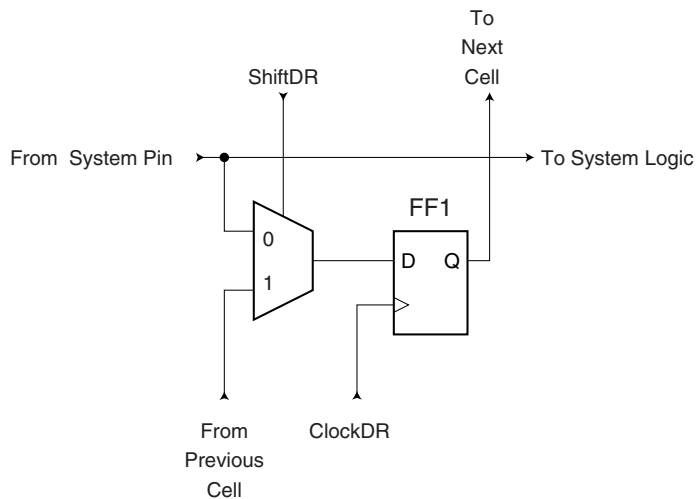 To
Next
Cell
ShiftDR
From System Pin
To System Logic
FF1
0
D Q
1
From
Previous
Cell
ClockDR